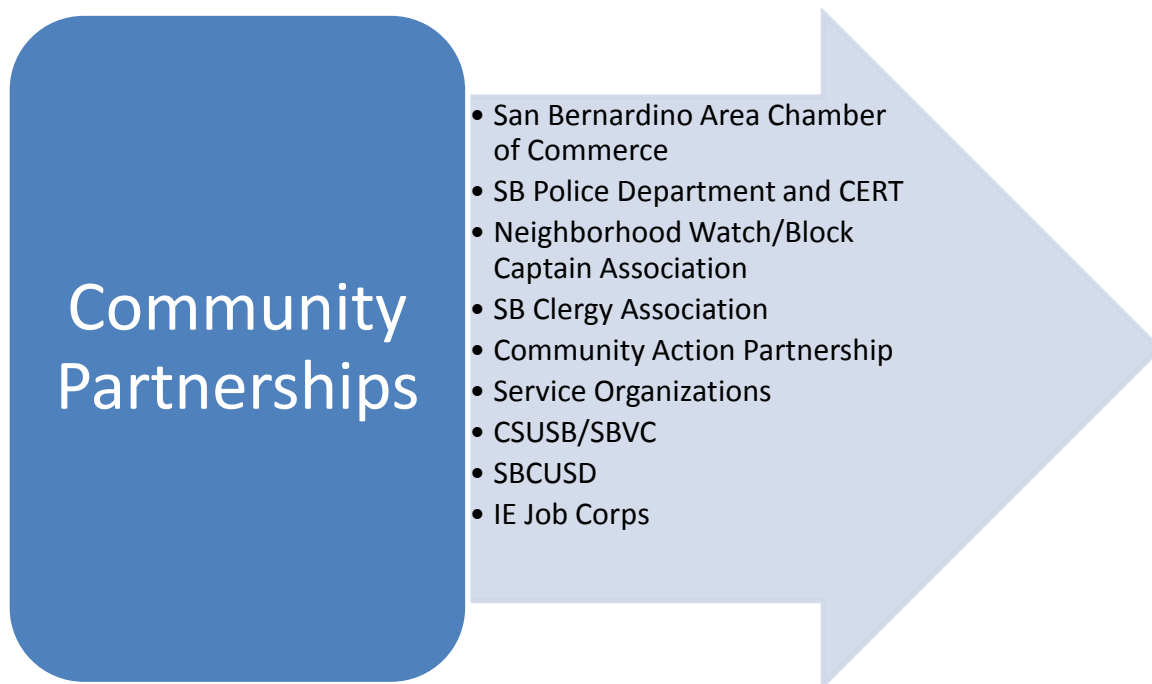 Community
Partnerships
• San Bernardino Area Chamber
of Commerce
• SB Police Department and CERT
• Neighborhood Watch/Block
Captain Association
• SB Clergy Association
• Community Action Partnership
• Service Organizations
• CSUSB/SBVC
• SBCUSD
• IE Job Corps